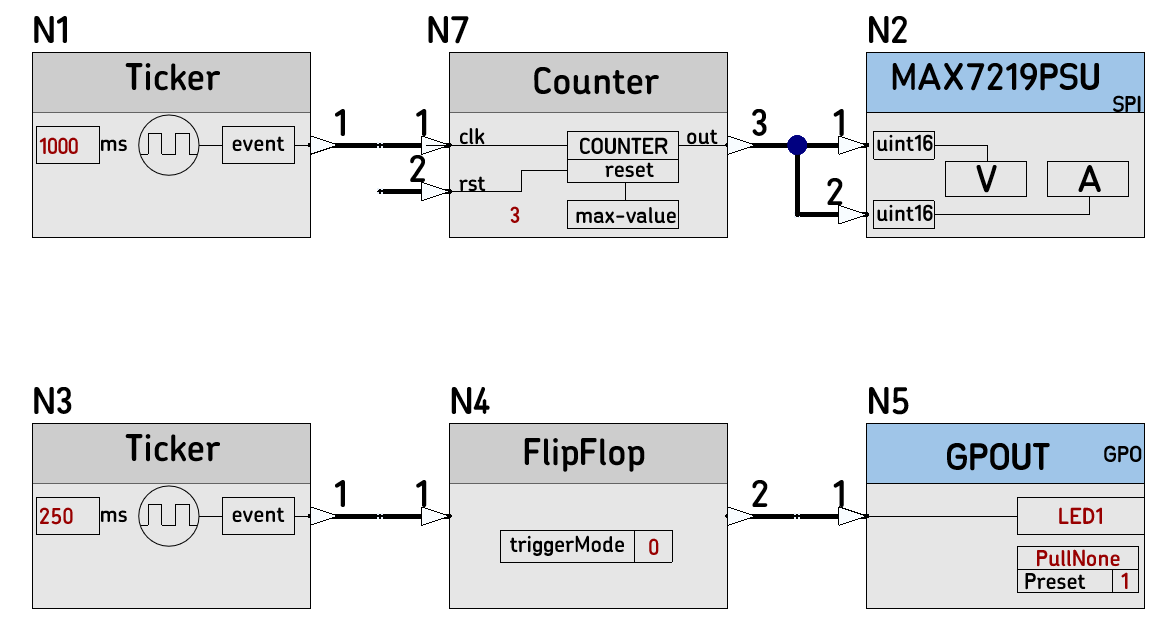 N1
N7
N2
Ticker
Counter
MAX7219PSU
SPI
1000 ms event
1
1
clk
COUNTER
out
3
1
uint16
reset
V
A
2
rst
3
max-value
2
uint16
N3
N4
N5
Ticker
FlipFlop
GPOUT
GPO
250 ms event
1
1
2
1
LED1
triggerMode 0
PullNone
Preset 1